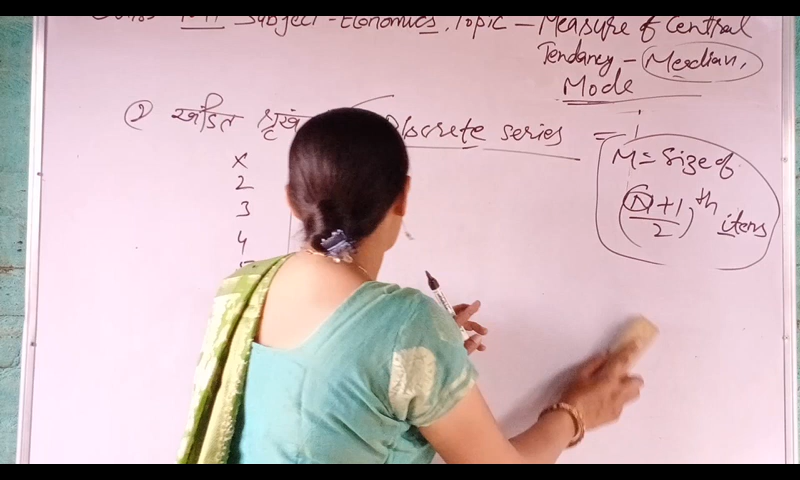 Subject - Economics, Topic - Measure of Central
Tendancy - Median,
Mode
② खंडित
Discrete series =
X
2
3
4
M = Size of
(N+1/2)th items